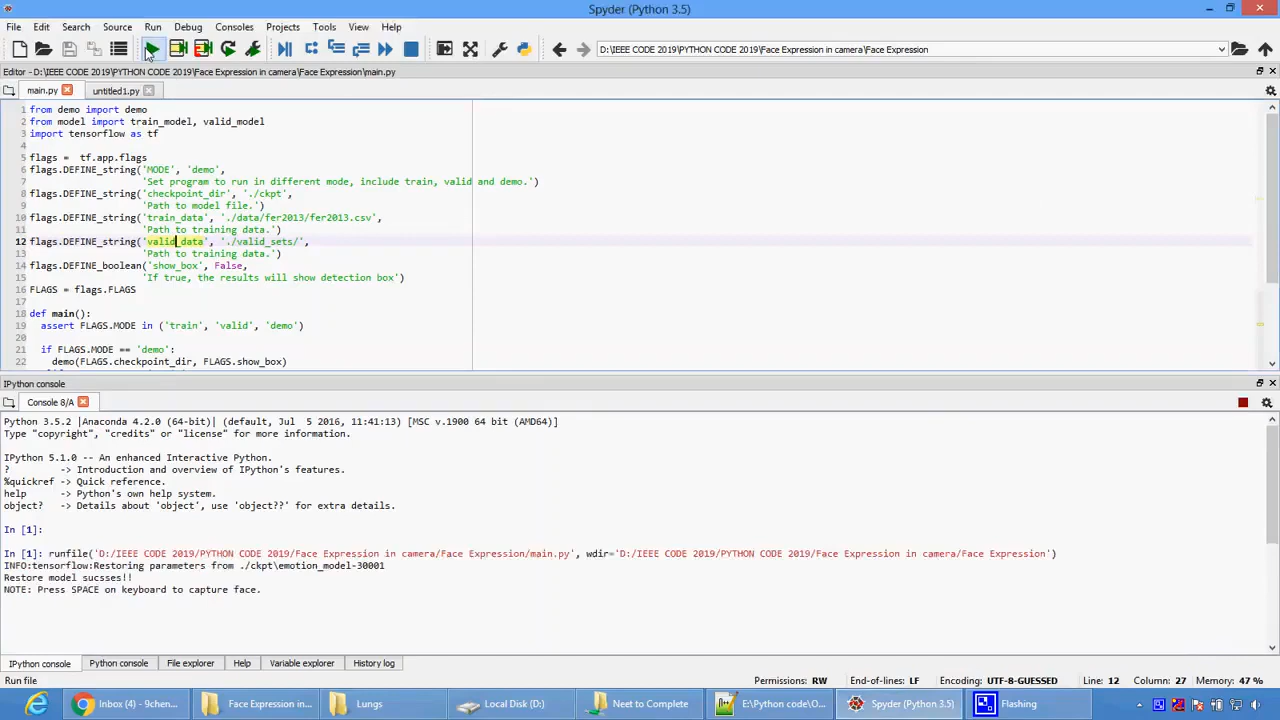 Spyder (Python 3.5)
File Edit Search Source Run Debug Consoles Projects Tools View Help
D:\IEEE CODE 2019\PYTHON CODE 2019\Face Expression in camera\Face Expression
Editor - D:\IEEE CODE 2019\PYTHON CODE 2019\Face Expression in camera\Face Expression\main.py
main.py untitled1.py
1 from demo import demo
2 from model import train_model, valid_model
3 import tensorflow as tf
4
5 flags =  tf.app.flags
6 flags.DEFINE_string('MODE', 'demo',
7 'Set program to run in different mode, include train, valid and demo.')
8 flags.DEFINE_string('checkpoint_dir', './ckpt',
9 'Path to model file.')
10 flags.DEFINE_string('train_data', './data/fer2013/fer2013.csv',
11 'Path to training data.')
12 flags.DEFINE_string('valid_data', './valid_sets/',
13 'Path to training data.')
14 flags.DEFINE_boolean('show_box', False,
15 'If true, the results will show detection box')
16 FLAGS = flags.FLAGS
17
18 def main():
19 assert FLAGS.MODE in ('train', 'valid', 'demo')
20
21 if FLAGS.MODE == 'demo':
22 demo(FLAGS.checkpoint_dir, FLAGS.show_box)
IPython console
Console 8/A
Python 3.5.2 |Anaconda 4.2.0 (64-bit)| (default, Jul  5 2016, 11:41:13) [MSC v.1900 64 bit (AMD64)]
Type "copyright", "credits" or "license" for more information.
IPython 5.1.0 -- An enhanced Interactive Python.
? -> Introduction and overview of IPython's features.
%quickref -> Quick reference.
help -> Python's own help system.
object? -> Details about 'object', use 'object??' for extra details.
In [1]:
In [1]: runfile('D:/IEEE CODE 2019/PYTHON CODE 2019/Face Expression in camera/Face Expression/main.py', wdir='D:/IEEE CODE 2019/PYTHON CODE 2019/Face Expression in camera/Face Expression')
INFO:tensorflow:Restoring parameters from ./ckpt\emotion_model-30001
Restore model sucsses!!
NOTE: Press SPACE on keyboard to capture face.
IPython console Python console File explorer Help Variable explorer History log
Run file Permissions: RW End-of-lines: LF Encoding: UTF-8-GUESSED Line: 12 Column: 27 Memory: 47 %
Inbox (4) - 9chen... Face Expression in... Lungs Local Disk (D:) Neet to Complete E:\Python code\O... Spyder (Python 3.5) Flashing